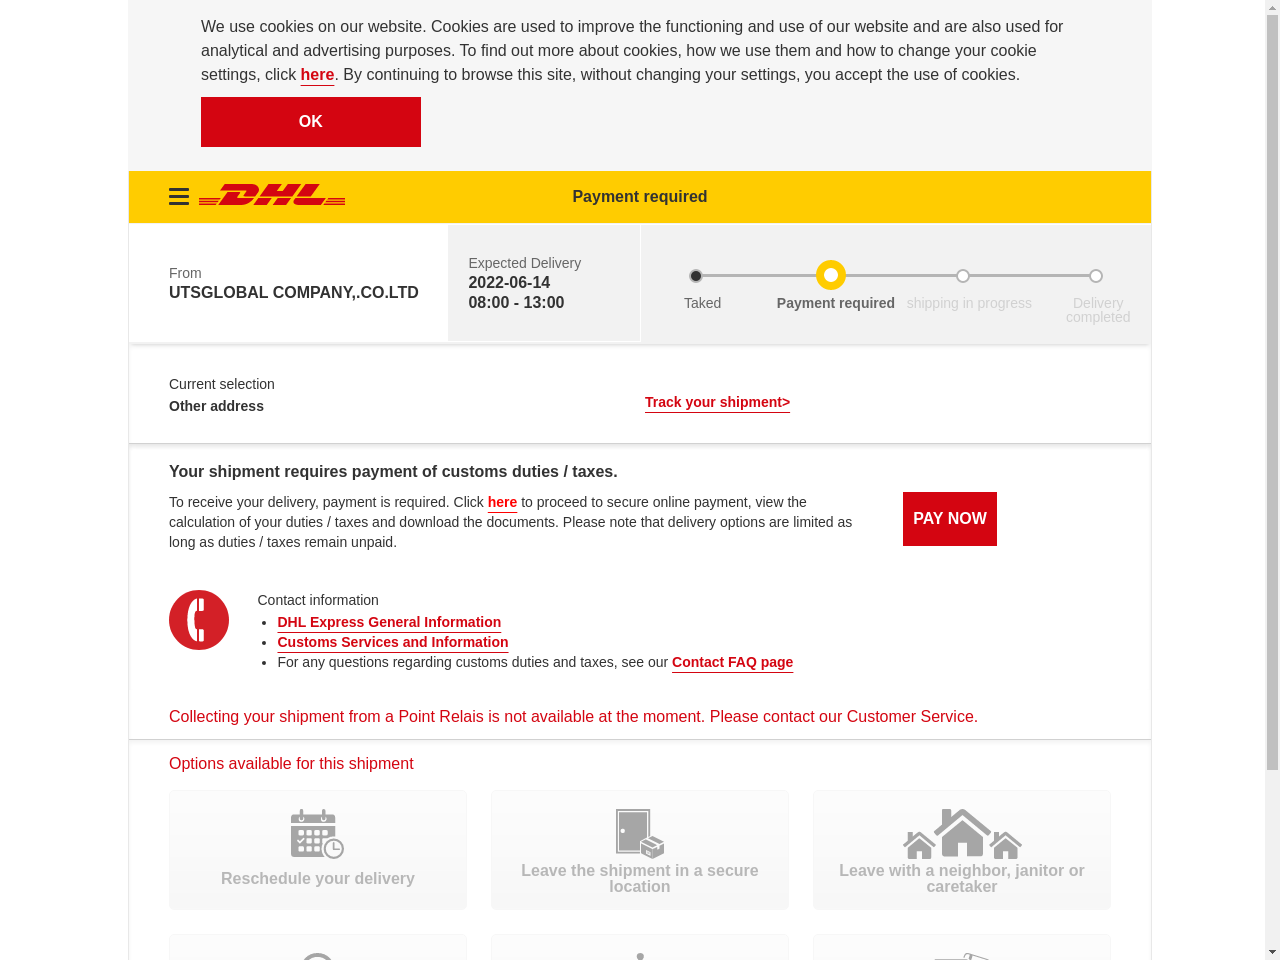 We use cookies on our website. Cookies are used to improve the functioning and use of our website and are also used for
analytical and advertising purposes. To find out more about cookies, how we use them and how to change your cookie
settings, click here. By continuing to browse this site, without changing your settings, you accept the use of cookies.
OK
DHL
Payment required
From
UTSGLOBAL COMPANY,.CO.LTD
Expected Delivery
2022-06-14
08:00 - 13:00
Taked
Payment required
shipping in progress
Delivery
completed
Current selection
Other address
Track your shipment>
Your shipment requires payment of customs duties / taxes.
To receive your delivery, payment is required. Click here to proceed to secure online payment, view the
calculation of your duties / taxes and download the documents. Please note that delivery options are limited as
long as duties / taxes remain unpaid.
PAY NOW
Contact information
DHL Express General Information
Customs Services and Information
For any questions regarding customs duties and taxes, see our Contact FAQ page
Collecting your shipment from a Point Relais is not available at the moment. Please contact our Customer Service.
Options available for this shipment
Reschedule your delivery
Leave the shipment in a secure
location
Leave with a neighbor, janitor or
caretaker